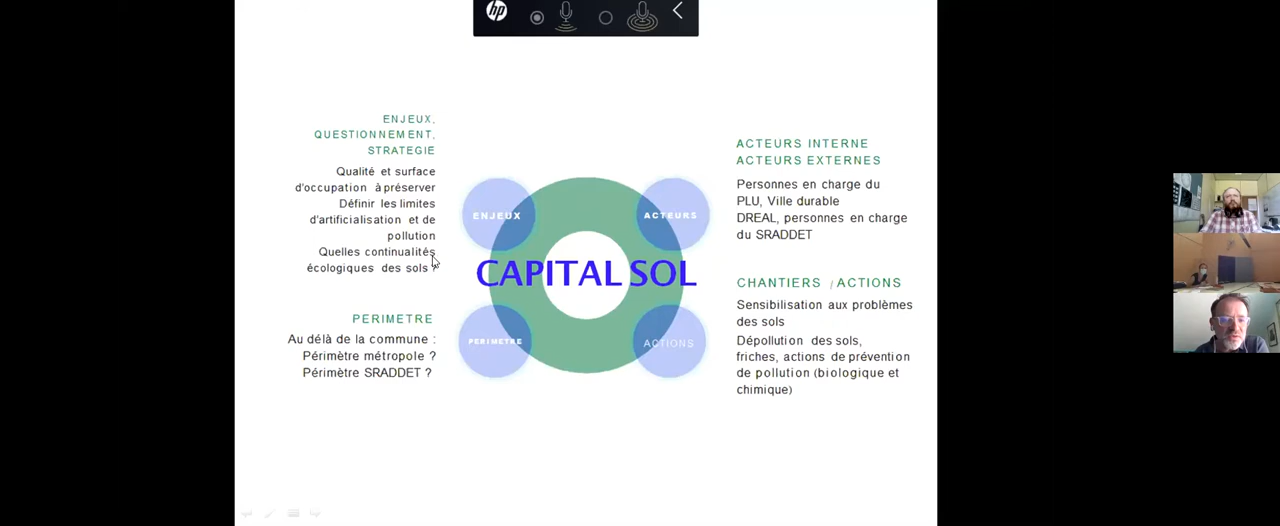 hp
ENJEUX,
QUESTIONNEMENT,
STRATEGIE
Qualité et surface
d'occupation à préserver
Définir les limites
d'artificialisation et de
pollution
Quelles continualités
écologiques des sols ?
PERIMETRE
Au délà de la commune :
Périmètre métropole ?
Périmètre SRADDET ?
ENJEUX
ACTEURS
CAPITAL SOL
PERIMETRE
ACTIONS
ACTEURS INTERNE
ACTEURS EXTERNES
Personnes en charge du
PLU, Ville durable
DREAL, personnes en charge
du SRADDET
CHANTIERS / ACTIONS
Sensibilisation aux problèmes
des sols
Dépollution des sols,
friches, actions de prévention
de pollution (biologique et
chimique)